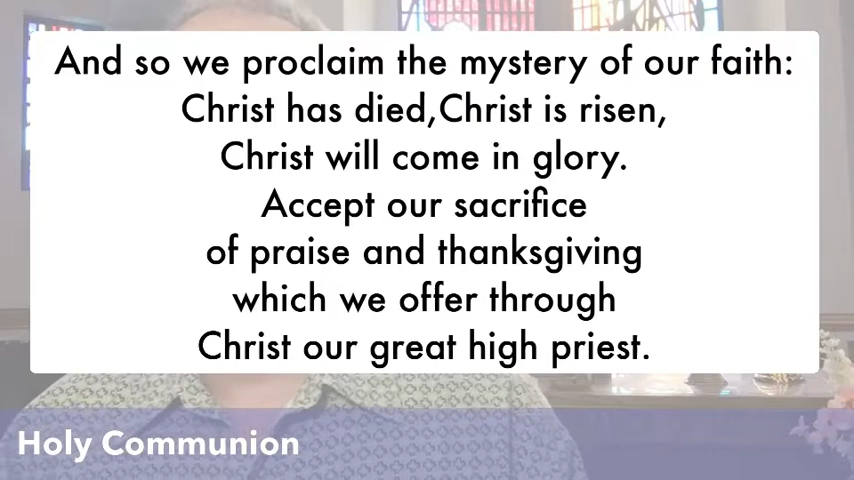 And so we proclaim the mystery of our faith:
Christ has died,Christ is risen,
Christ will come in glory.
Accept our sacrifice
of praise and thanksgiving
which we offer through
Christ our great high priest.
Holy Communion